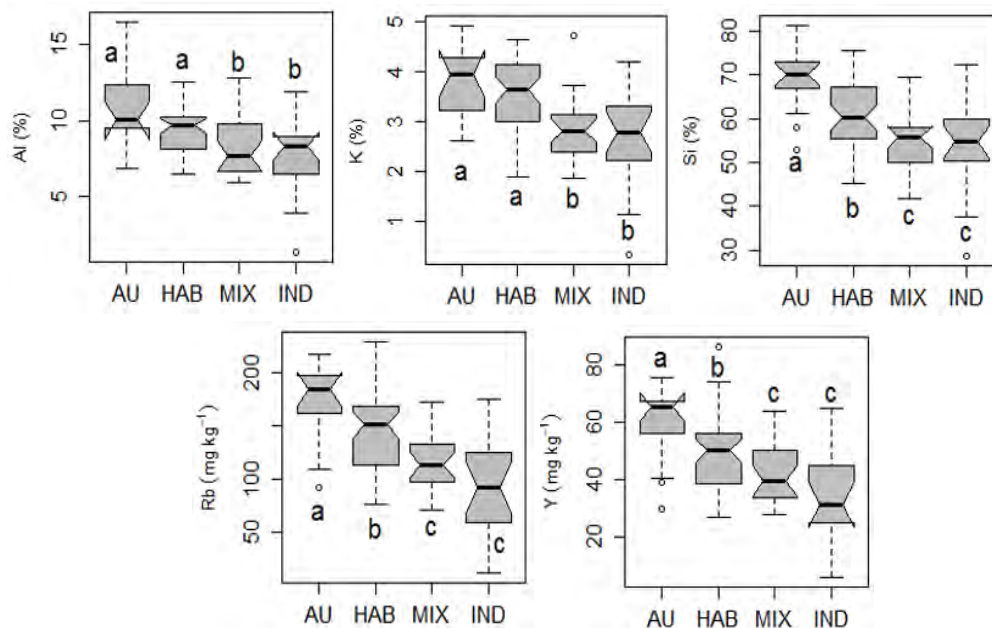 Al (%)
15
10
5
a a b b
AU HAB MIX IND
K (%)
5
4
3
2
1
a a b b
AU HAB MIX IND
Si (%)
80
70
60
50
40
30
a b c c
AU HAB MIX IND
Rb (mg kg⁻¹)
200
100
50
a b c c
AU HAB MIX IND
Y (mg kg⁻¹)
80
60
40
20
a b c c
AU HAB MIX IND